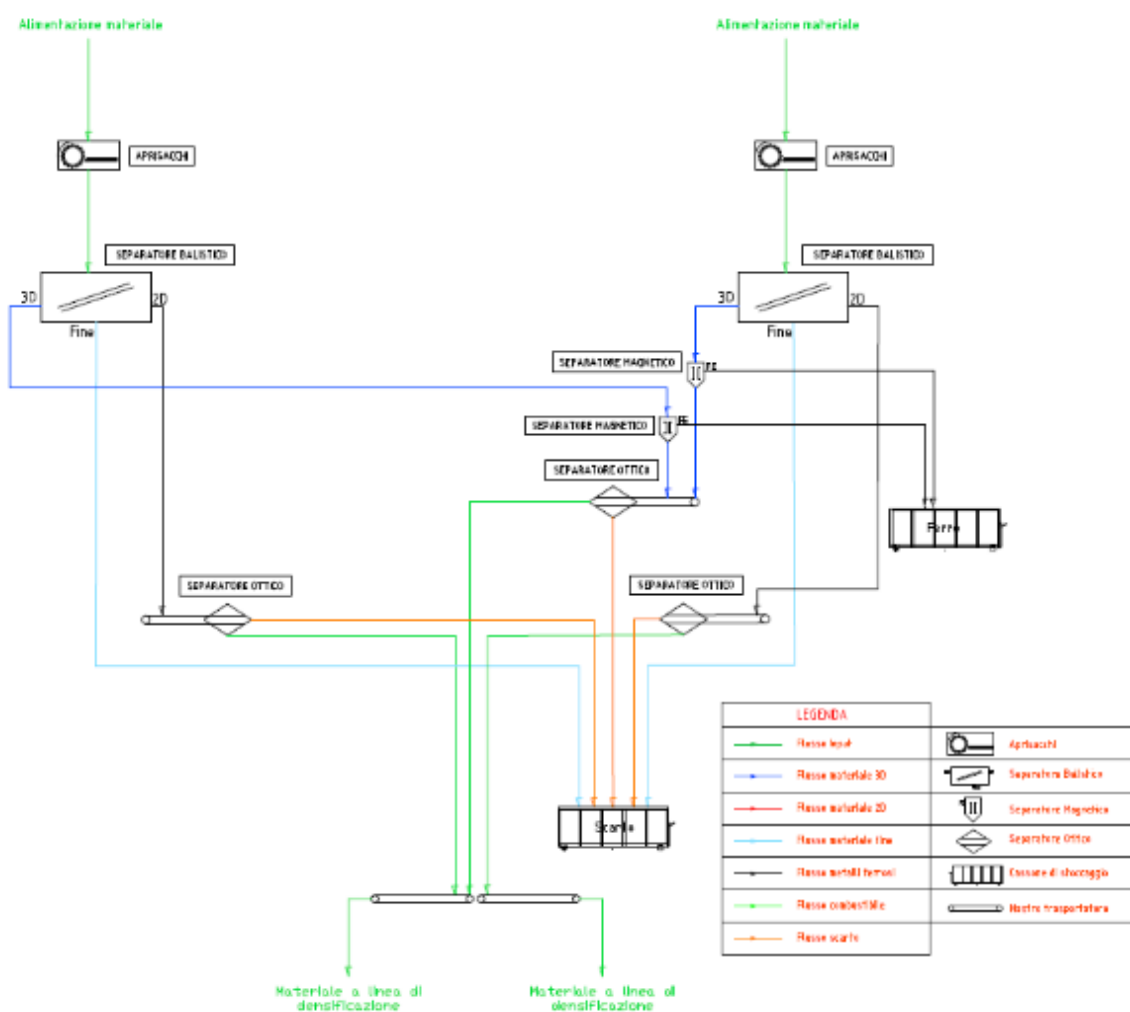 Alimentazione materiale
Alimentazione materiale
APRISACCHI
APRISACCHI
SEPARATORE BALISTICO
SEPARATORE BALISTICO
3D
2D
3D
2D
Fine
Fine
SEPARATORE MAGNETICO
FE
SEPARATORE MAGNETICO
FE
SEPARATORE OTTICO
Ferro
SEPARATORE OTTICO
SEPARATORE OTTICO
LEGENDA
Flusso input
Aprisacchi
Flusso materiale 3D
Separatore Balistico
Flusso materiale 2D
Separatore Magnetico
Flusso materiale fine
Separatore Ottico
Flusso metalli ferrosi
Cassone di stoccaggio
Flusso combustibile
Nastro trasportatore
Flusso scarto
Scarto
Materiale a linea di
densificazione
Materiale a linea di
densificazione